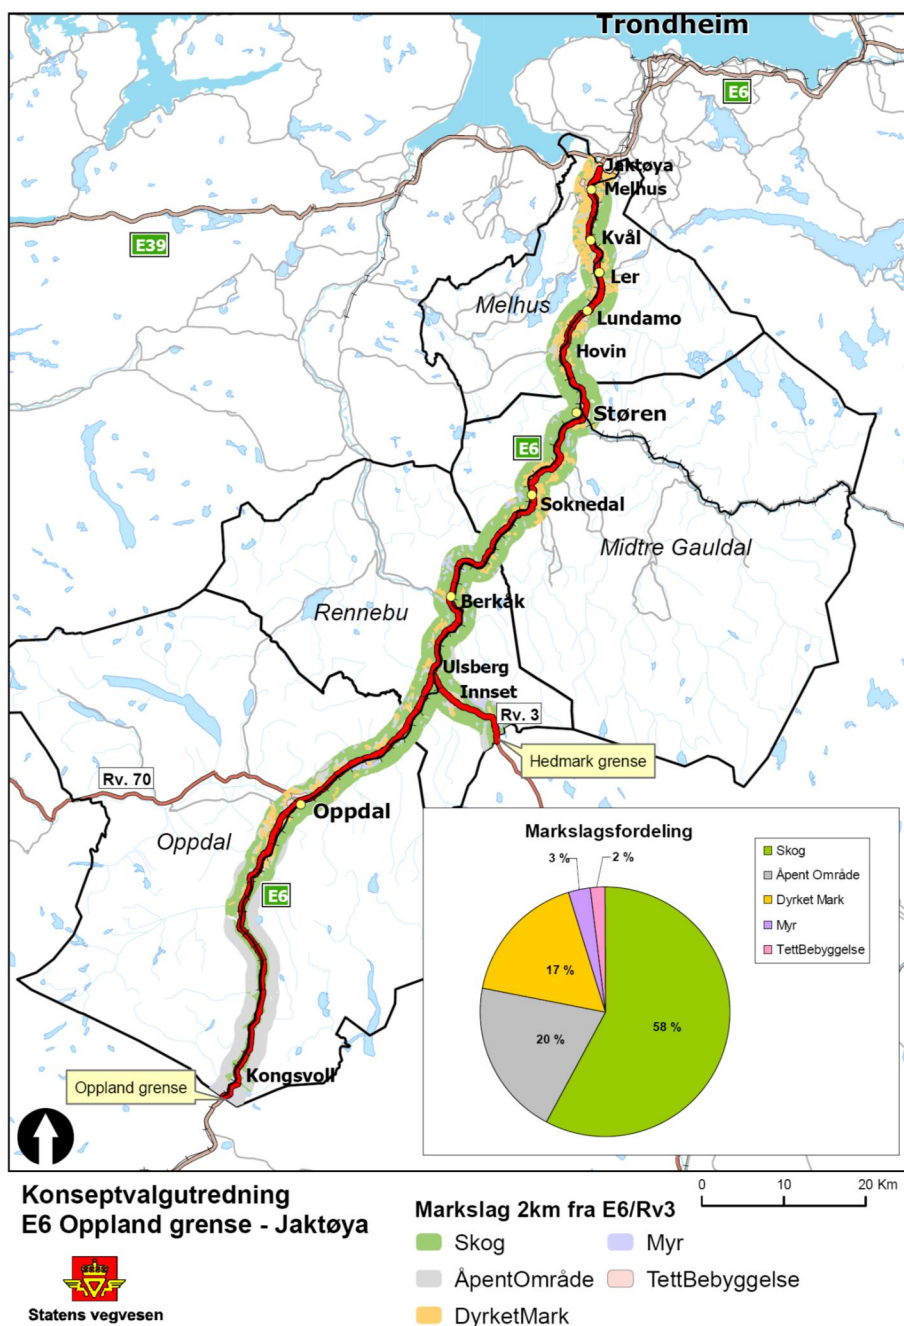 Trondheim
E6
Jaktøya
Melhus
E39
Kvål
Ler
Melhus
Lundamo
Hovin
Støren
E6
Soknedal
Midtre Gauldal
Rennebu
Berkåk
Ulsberg
Innset
Rv. 3
Hedmark grense
Rv. 70
Oppdal
Oppdal
E6
Kongsvoll
Oppland grense
Markslagsfordeling
3 %
2 %
17 %
20 %
58 %
Skog
Åpent Område
Dyrket Mark
Myr
TettBebyggelse
0 10 20 Km
Konseptvalgutredning
E6 Oppland grense - Jaktøya
Statens vegvesen
Markslag 2km fra E6/Rv3
Skog
Myr
ÅpentOmråde
TettBebyggelse
DyrketMark